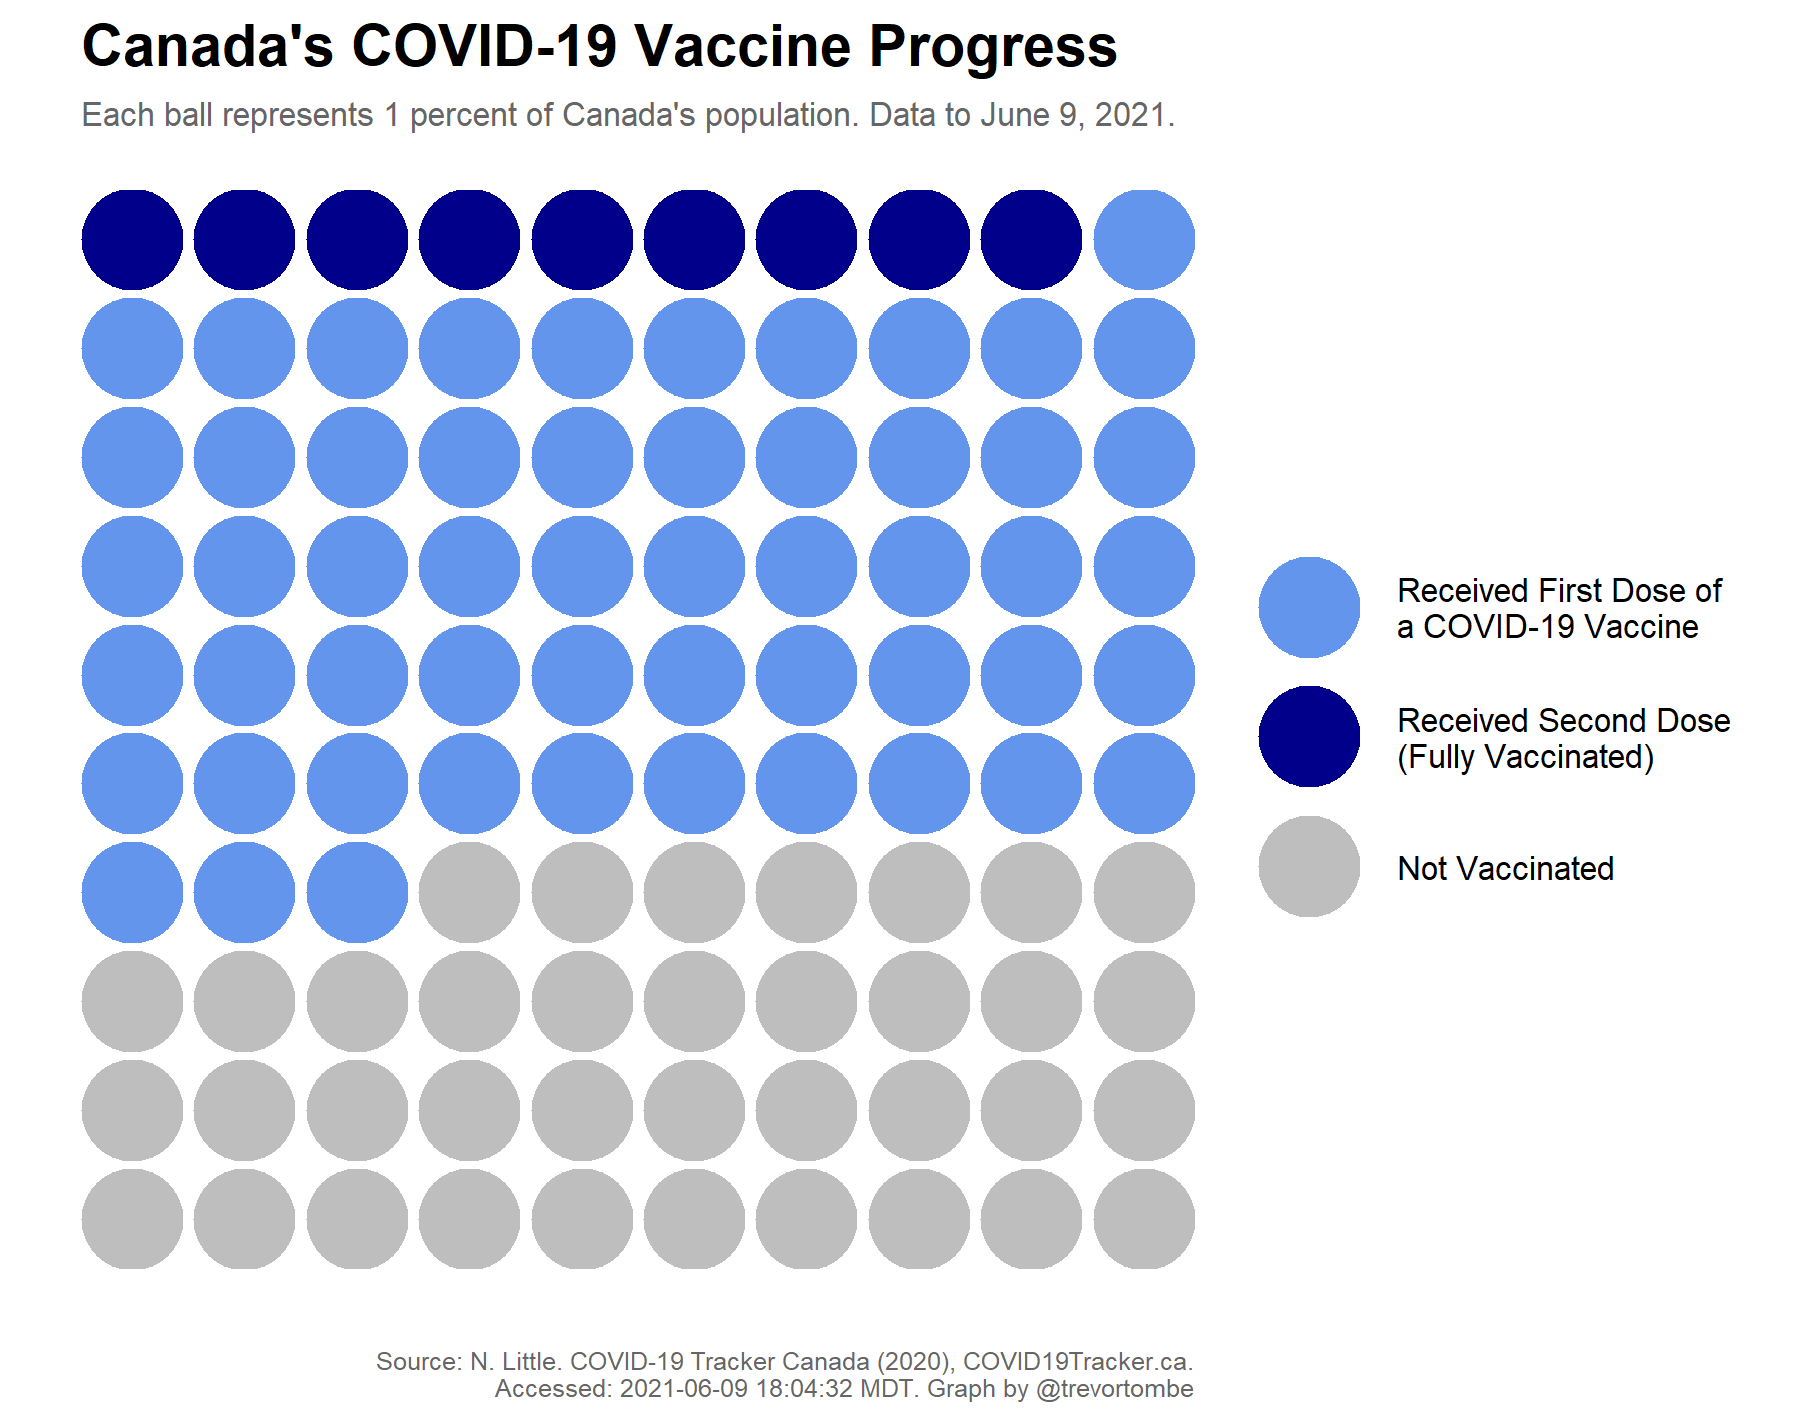 Canada's COVID-19 Vaccine Progress
Each ball represents 1 percent of Canada's population. Data to June 9, 2021.
Received First Dose of
a COVID-19 Vaccine
Received Second Dose
(Fully Vaccinated)
Not Vaccinated
Source: N. Little. COVID-19 Tracker Canada (2020), COVID19Tracker.ca.
Accessed: 2021-06-09 18:04:32 MDT. Graph by @trevortombe